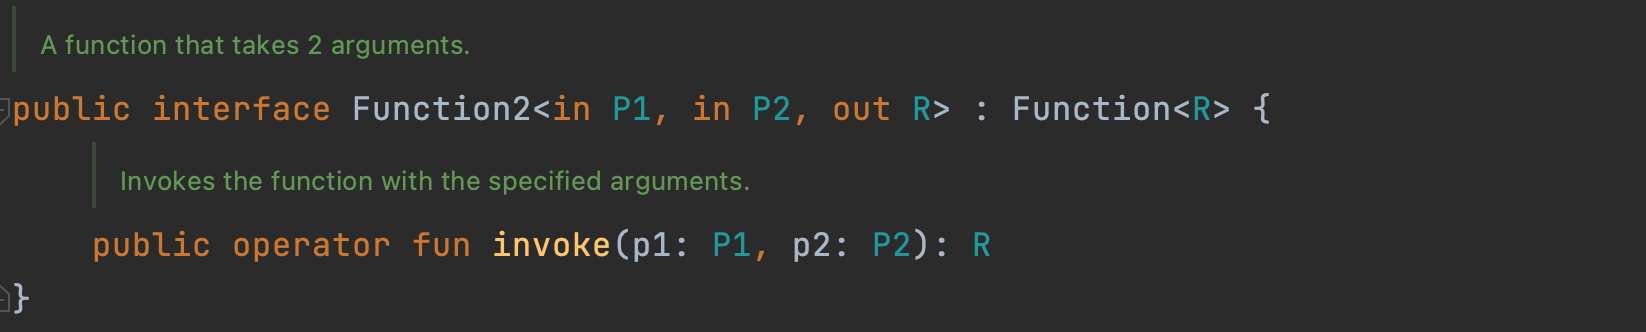 A function that takes 2 arguments.
public interface Function2<in P1, in P2, out R> : Function<R> {
Invokes the function with the specified arguments.
public operator fun invoke(p1: P1, p2: P2): R
}